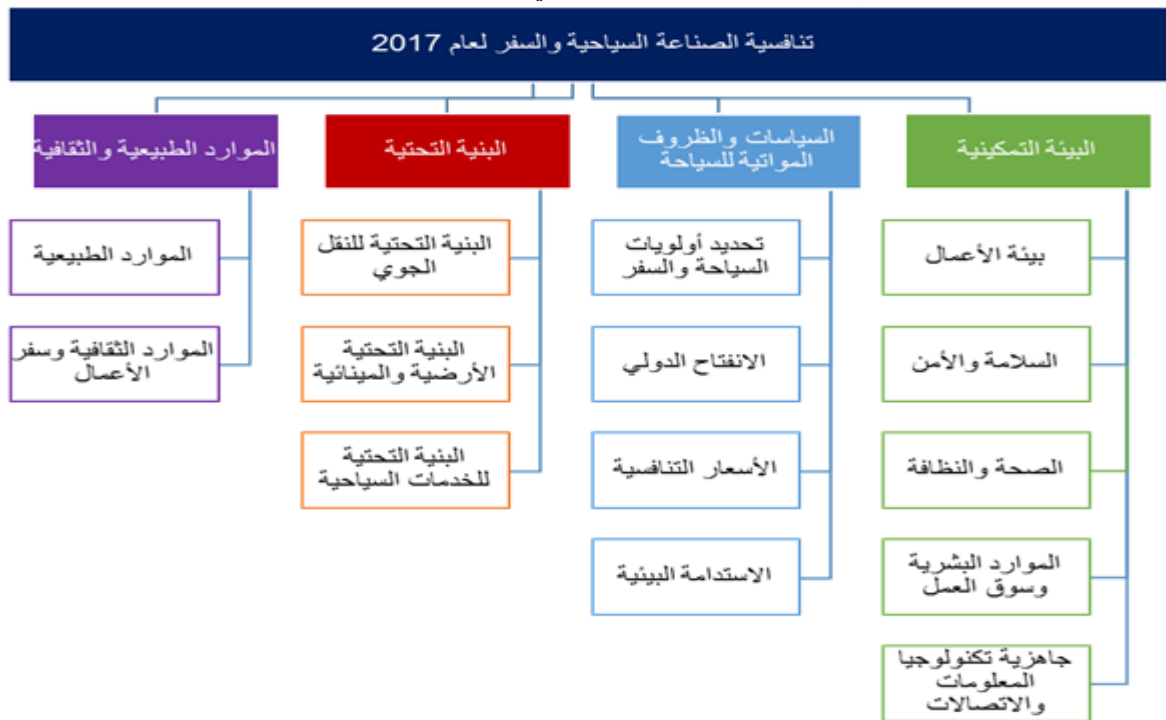 تنافسية الصناعة السياحية والسفر لعام 2017
البيئة التمكينية
بيئة الأعمال
السلامة والأمن
الصحة والنظافة
الموارد البشرية
وسوق العمل
جاهزية تكنولوجيا
المعلومات
والاتصالات
السياسات والظروف
المواتية للسياحة
تحديد أولويات
السياحة والسفر
الانفتاح الدولي
الأسعار التنافسية
الاستدامة البيئية
البنية التحتية
البنية التحتية للنقل
الجوي
البنية التحتية
الأرضية والمينائية
البنية التحتية
للخدمات السياحية
الموارد الطبيعية والثقافية
الموارد الطبيعية
الموارد الثقافية وسفر
الأعمال